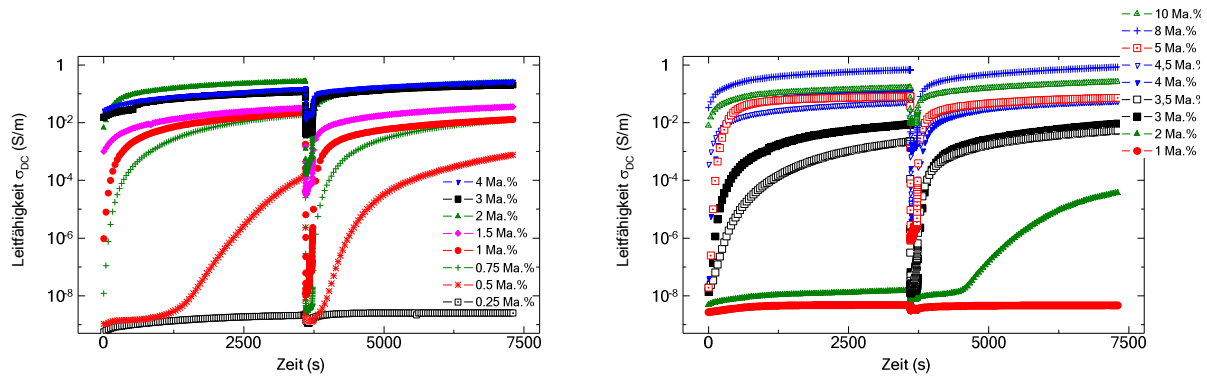 1
10⁻²
10⁻⁴
10⁻⁶
10⁻⁸
Leitfähigkeit σDC (S/m)
0
2500
5000
7500
Zeit (s)
4 Ma.%
3 Ma.%
2 Ma.%
1.5 Ma.%
1 Ma.%
0.75 Ma.%
0.5 Ma.%
0.25 Ma.%
1
10⁻²
10⁻⁴
10⁻⁶
10⁻⁸
Leitfähigkeit σDC (S/m)
0
2500
5000
7500
Zeit (s)
10 Ma.%
8 Ma.%
5 Ma.%
4,5 Ma.%
4 Ma.%
3,5 Ma.%
3 Ma.%
2 Ma.%
1 Ma.%